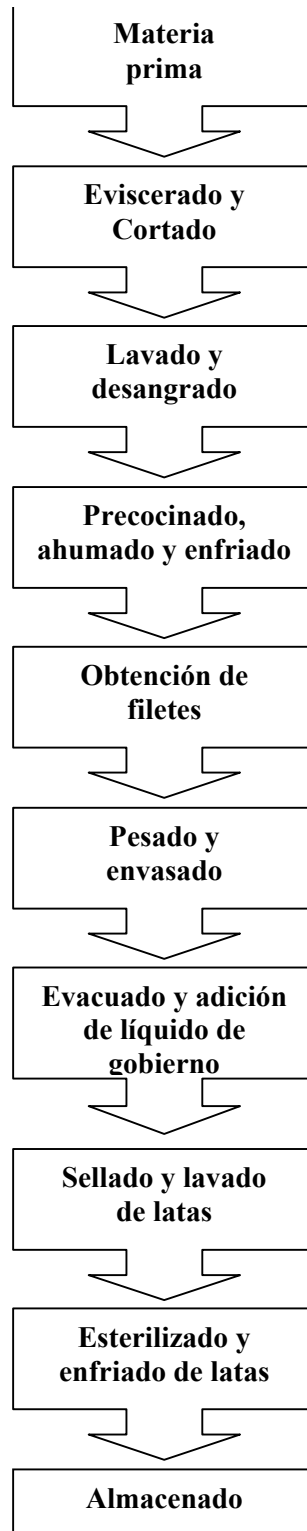 Materia
prima
Eviscerado y
Cortado
Lavado y
desangrado
Precocinado,
ahumado y enfriado
Obtención de
filetes
Pesado y
envasado
Evacuado y adición
de líquido de
gobierno
Sellado y lavado
de latas
Esterilizado y
enfriado de latas
Almacenado